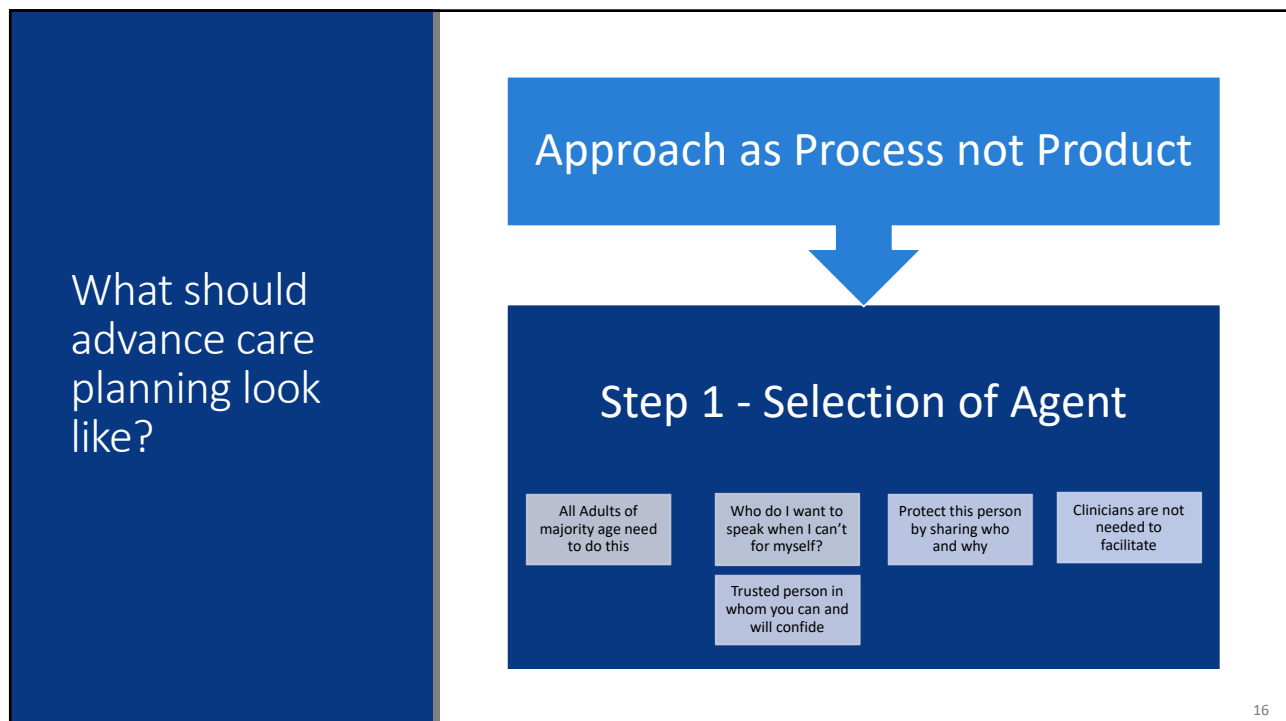 What should
advance care
planning look
like?
Approach as Process not Product
Step 1 - Selection of Agent
All Adults of
majority age need
to do this
Who do I want to
speak when I can’t
for myself?
Trusted person in
whom you can and
will confide
Protect this person
by sharing who
and why
Clinicians are not
needed to
facilitate
16